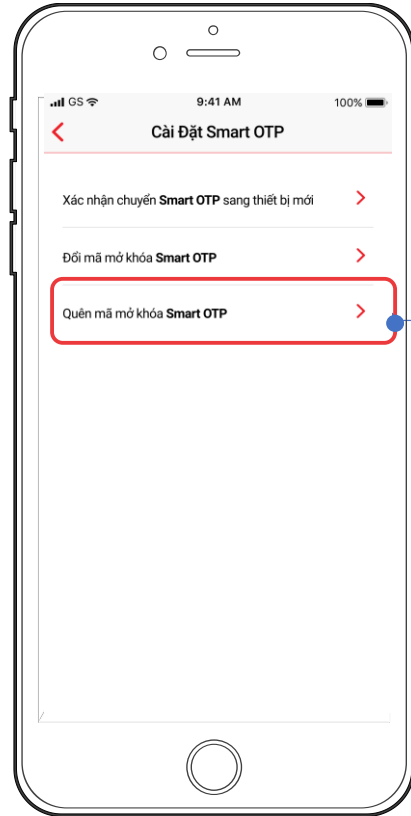 GS 9:41 AM 100%
Cài Đặt Smart OTP
Xác nhận chuyển Smart OTP sang thiết bị mới
Đổi mã mở khóa Smart OTP
Quên mã mở khóa Smart OTP